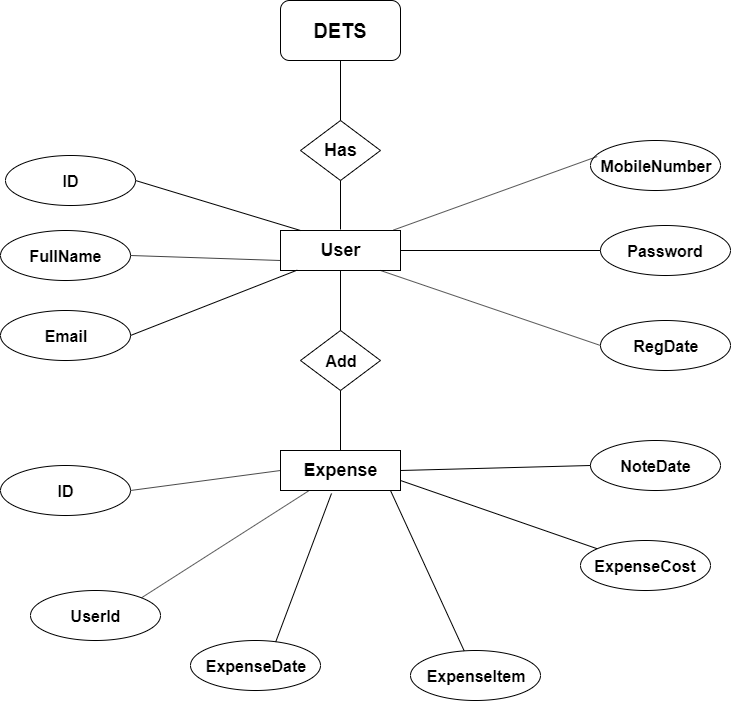 DETS
Has
MobileNumber
ID
User
Password
FullName
Email
RegDate
Add
Expense
NoteDate
ID
ExpenseCost
UserId
ExpenseDate
ExpenseItem